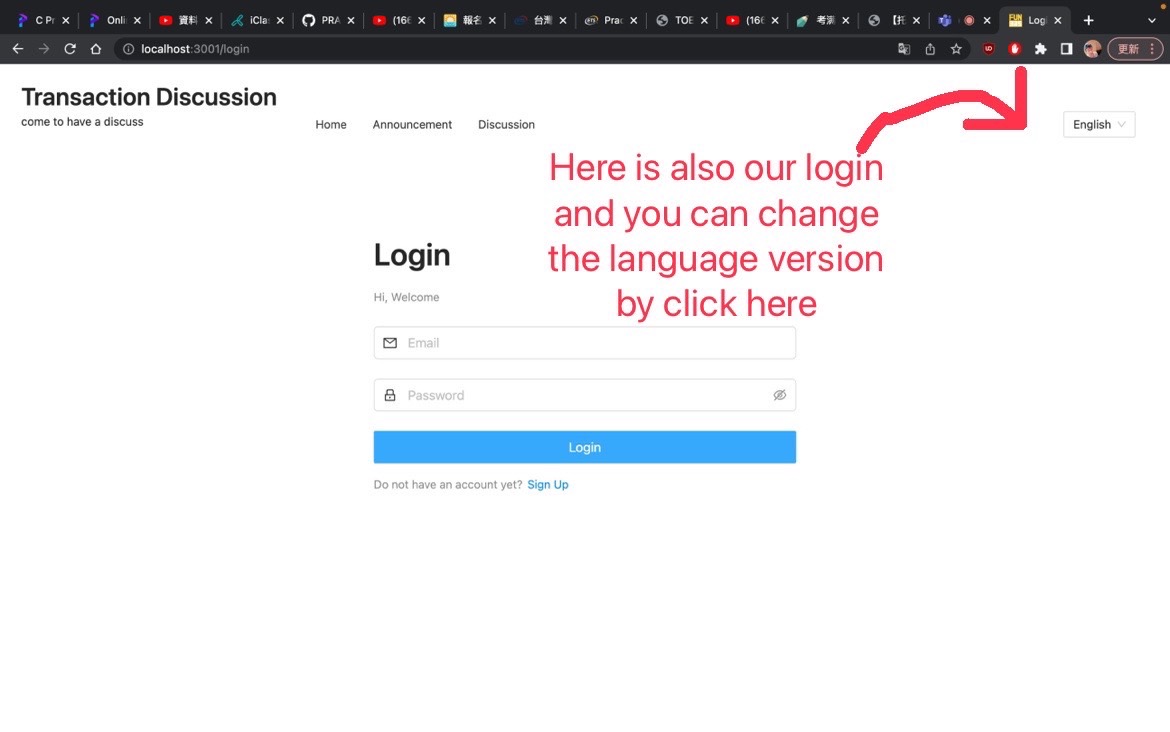 C Pr
Onli
資料
iClas
PRA
(166
報名
台灣
Prac
TOE
(166
考滿
【托
Logi
localhost:3001/login
更新
Transaction Discussion
come to have a discuss
Home
Announcement
Discussion
English
Here is also our login
and you can change
the language version
by click here
Login
Hi, Welcome
Email
Password
Login
Do not have an account yet? Sign Up